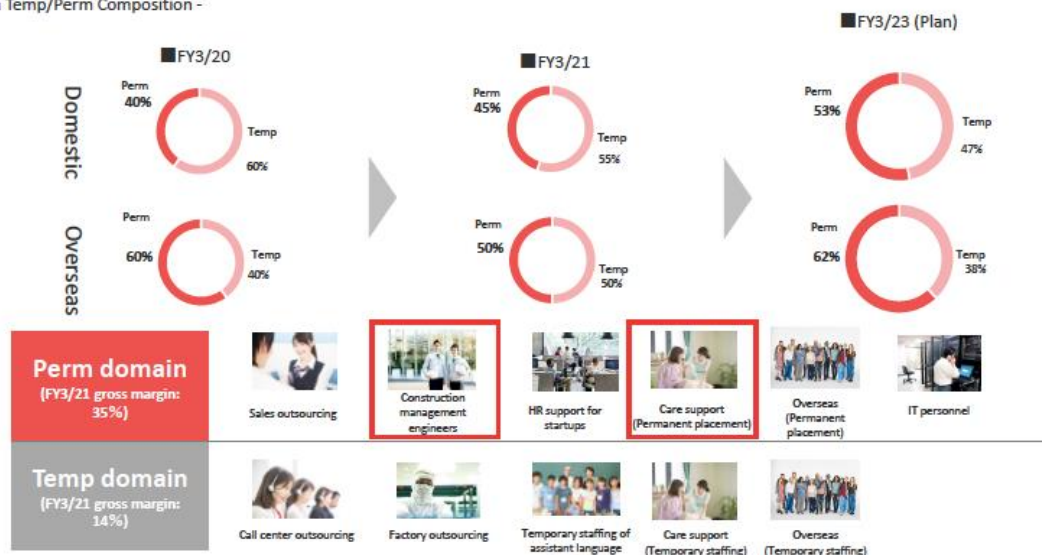 Temp/Perm Composition -
■FY3/20
■FY3/21
■FY3/23 (Plan)
Domestic
Perm
40%
Temp
60%
Perm
45%
Temp
55%
Perm
53%
Temp
47%
Overseas
Perm
60%
Temp
40%
Perm
50%
Temp
50%
Perm
62%
Temp
38%
Perm domain
(FY3/21 gross margin:
35%)
Sales outsourcing
Construction
management
engineers
HR support for
startups
Care support
(Permanent placement)
Overseas
(Permanent
placement)
IT personnel
Temp domain
(FY3/21 gross margin:
14%)
Call center outsourcing
Factory outsourcing
Temporary staffing of
assistant language
Care support
(Temporary staffing)
Overseas
(Temporary staffing)